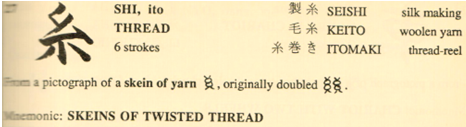 糸 SHI, ito 製糸 SEISHI silk making
THREAD 毛糸 KEITO woolen yarn
6 strokes 糸巻き ITOMAKI thread-reel
From a pictograph of a skein of yarn , originally doubled .
Mnemonic: SKEINS OF TWISTED THREAD